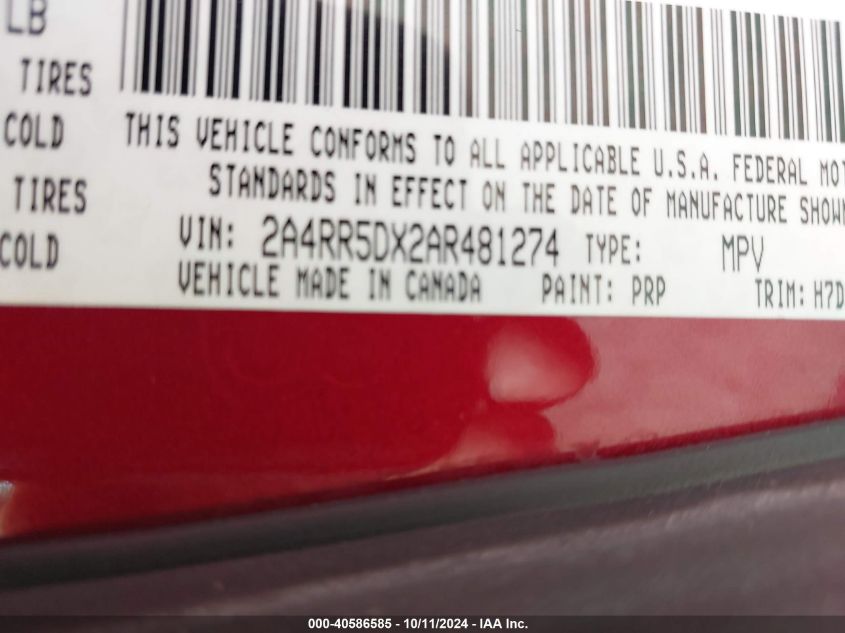 LB
TIRES
COLD THIS VEHICLE CONFORMS TO ALL APPLICABLE U.S.A. FEDERAL MOT
TIRES STANDARDS IN EFFECT ON THE DATE OF MANUFACTURE SHOWN
COLD VIN: 2A4RR5DX2AR481274 TYPE: MPV
VEHICLE MADE IN CANADA PAINT: PRP TRIM: H7D
000-40586585 - 10/11/2024 - IAA Inc.